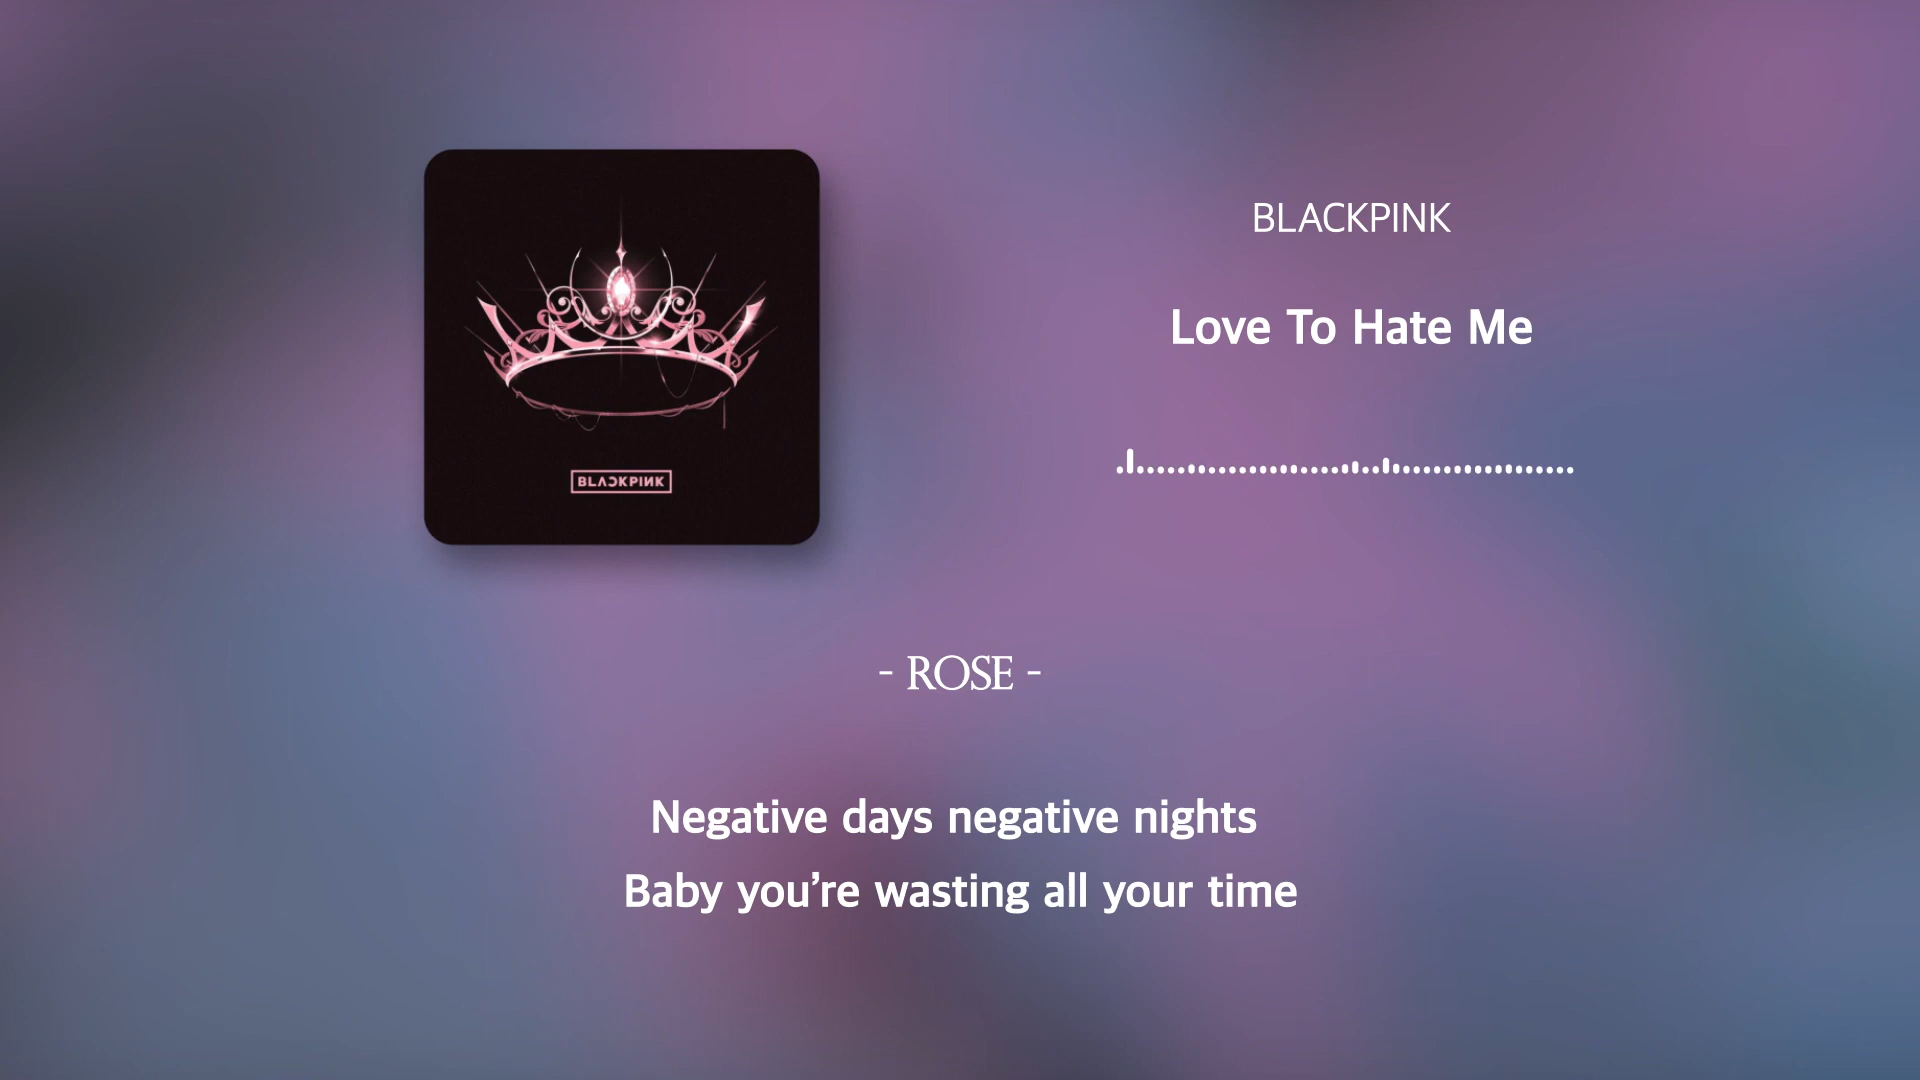 BLACKPINK
BLACKPINK
Love To Hate Me
- ROSE -
Negative days negative nights
Baby you’re wasting all your time